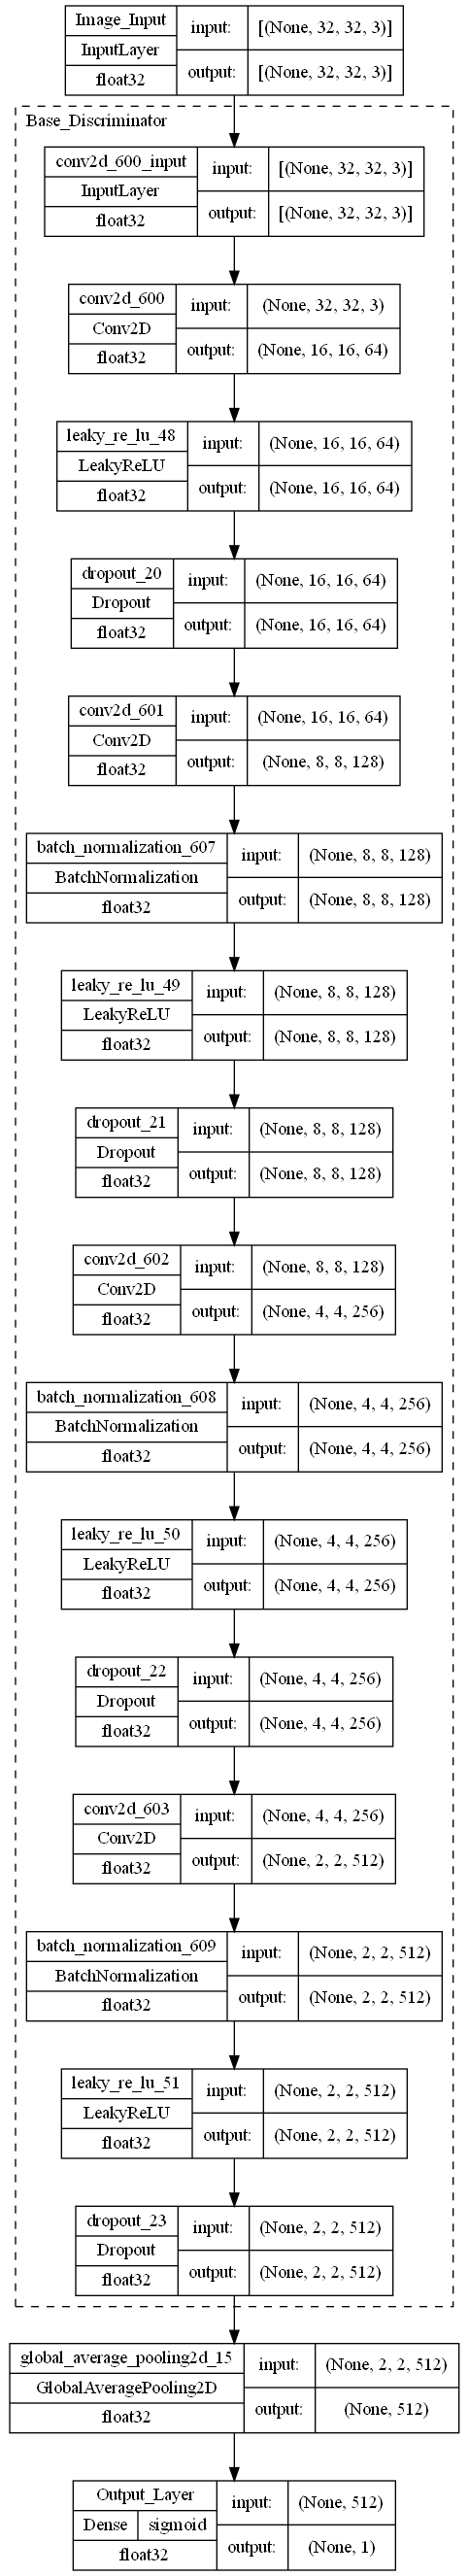 Image_Input
InputLayer
float32
input: [(None, 32, 32, 3)]
output: [(None, 32, 32, 3)]
Base_Discriminator
conv2d_600_input
InputLayer
float32
input: [(None, 32, 32, 3)]
output: [(None, 32, 32, 3)]
conv2d_600
Conv2D
float32
input: (None, 32, 32, 3)
output: (None, 16, 16, 64)
leaky_re_lu_48
LeakyReLU
float32
input: (None, 16, 16, 64)
output: (None, 16, 16, 64)
dropout_20
Dropout
float32
input: (None, 16, 16, 64)
output: (None, 16, 16, 64)
conv2d_601
Conv2D
float32
input: (None, 16, 16, 64)
output: (None, 8, 8, 128)
batch_normalization_607
BatchNormalization
float32
input: (None, 8, 8, 128)
output: (None, 8, 8, 128)
leaky_re_lu_49
LeakyReLU
float32
input: (None, 8, 8, 128)
output: (None, 8, 8, 128)
dropout_21
Dropout
float32
input: (None, 8, 8, 128)
output: (None, 8, 8, 128)
conv2d_602
Conv2D
float32
input: (None, 8, 8, 128)
output: (None, 4, 4, 256)
batch_normalization_608
BatchNormalization
float32
input: (None, 4, 4, 256)
output: (None, 4, 4, 256)
leaky_re_lu_50
LeakyReLU
float32
input: (None, 4, 4, 256)
output: (None, 4, 4, 256)
dropout_22
Dropout
float32
input: (None, 4, 4, 256)
output: (None, 4, 4, 256)
conv2d_603
Conv2D
float32
input: (None, 4, 4, 256)
output: (None, 2, 2, 512)
batch_normalization_609
BatchNormalization
float32
input: (None, 2, 2, 512)
output: (None, 2, 2, 512)
leaky_re_lu_51
LeakyReLU
float32
input: (None, 2, 2, 512)
output: (None, 2, 2, 512)
dropout_23
Dropout
float32
input: (None, 2, 2, 512)
output: (None, 2, 2, 512)
global_average_pooling2d_15
GlobalAveragePooling2D
float32
input: (None, 2, 2, 512)
output: (None, 512)
Output_Layer
Dense sigmoid
float32
input: (None, 512)
output: (None, 1)